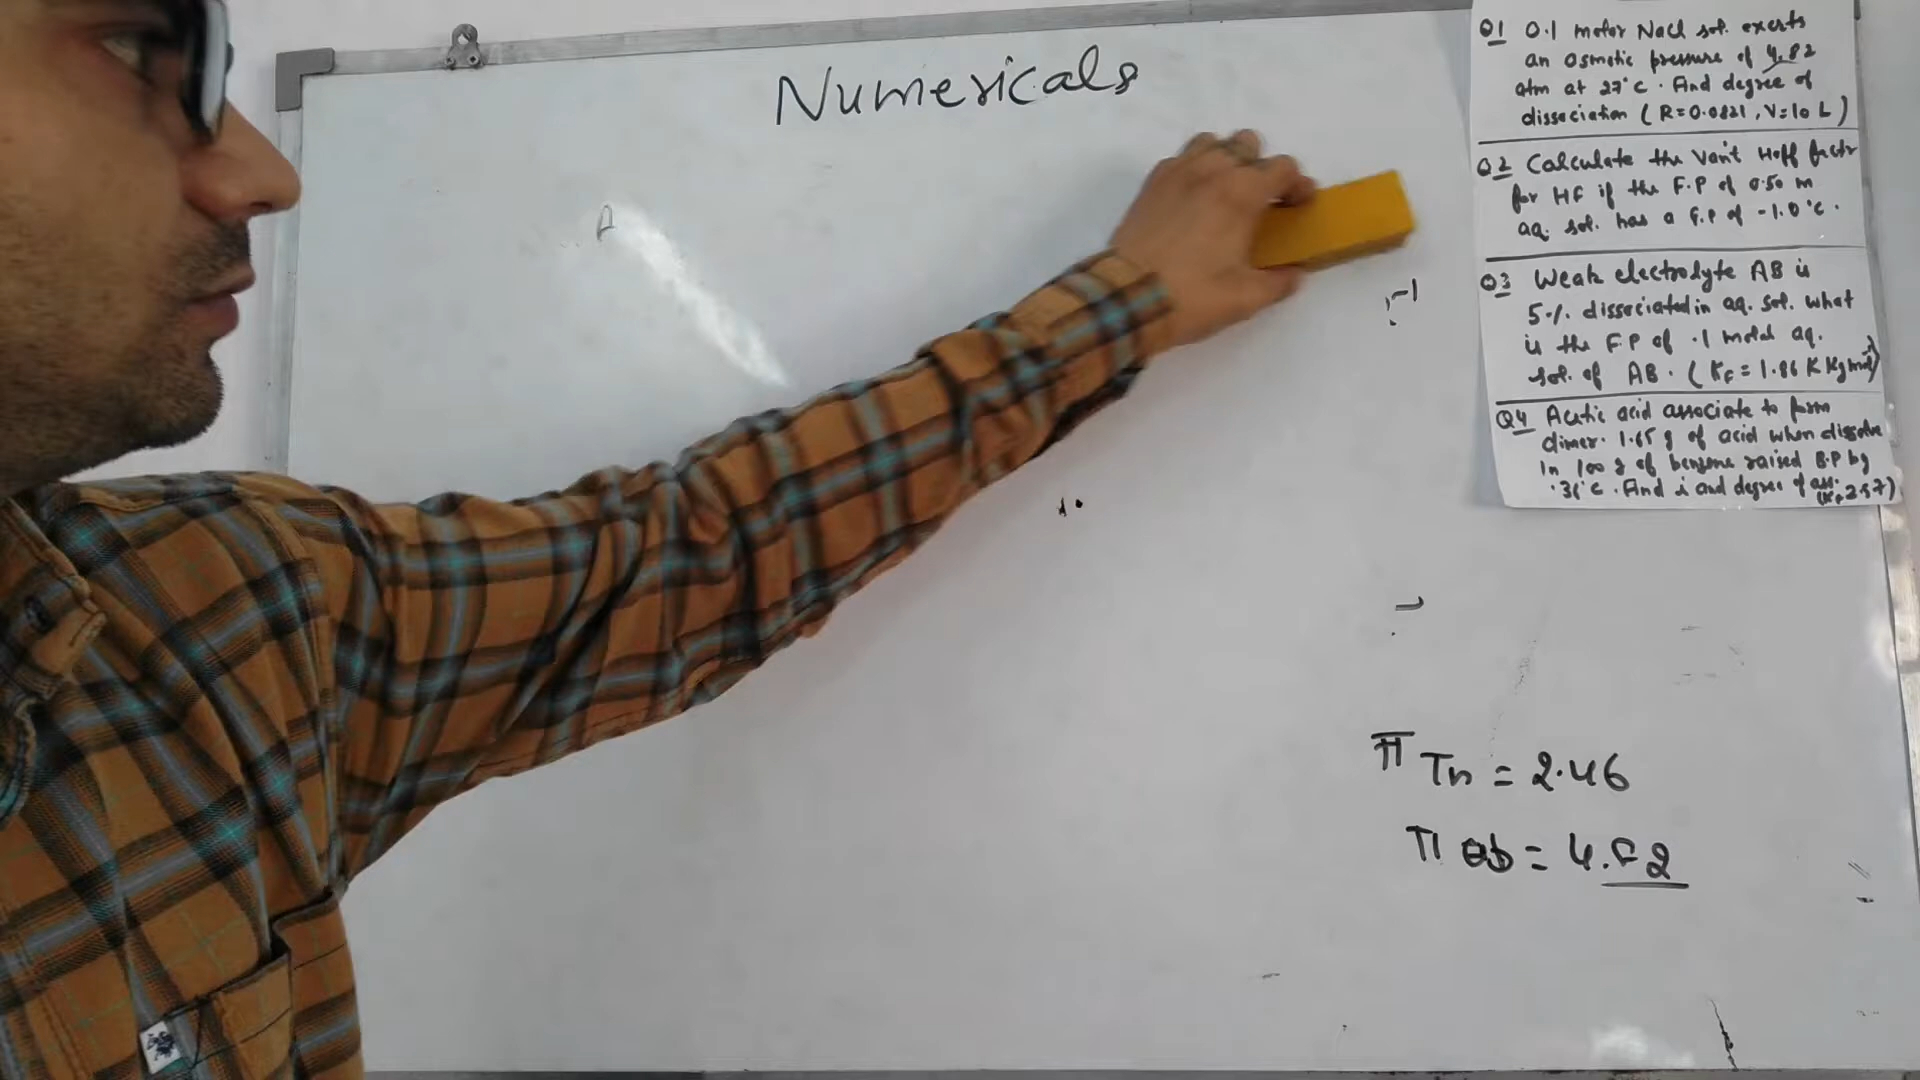 Numericals
Q1 0.1 molar NaCl sol. exerts
an osmotic pressure of 4.82
atm at 27°C. Find degree of
dissociation (R=0.0821, V=10 L)
Q2 Calculate the Van't Hoff factr
for HF if the F.P of 0.50 m
aq. sol. has a F.P of -1.0°C.
Q3 Weak electrolyte AB is
5·/. dissociated in aq. sol. what
is the F.P of .1 molal aq.
sol. of AB. (KF = 1.86 K Kg mol-1)
Q4 Acetic acid associate to form
dimer. 1.65 g of acid when dissolve
in 100 g of benzene raised B.P by
.36°C. Find i and degree of ass.
2.57)
π Th = 2.46
π Ob =